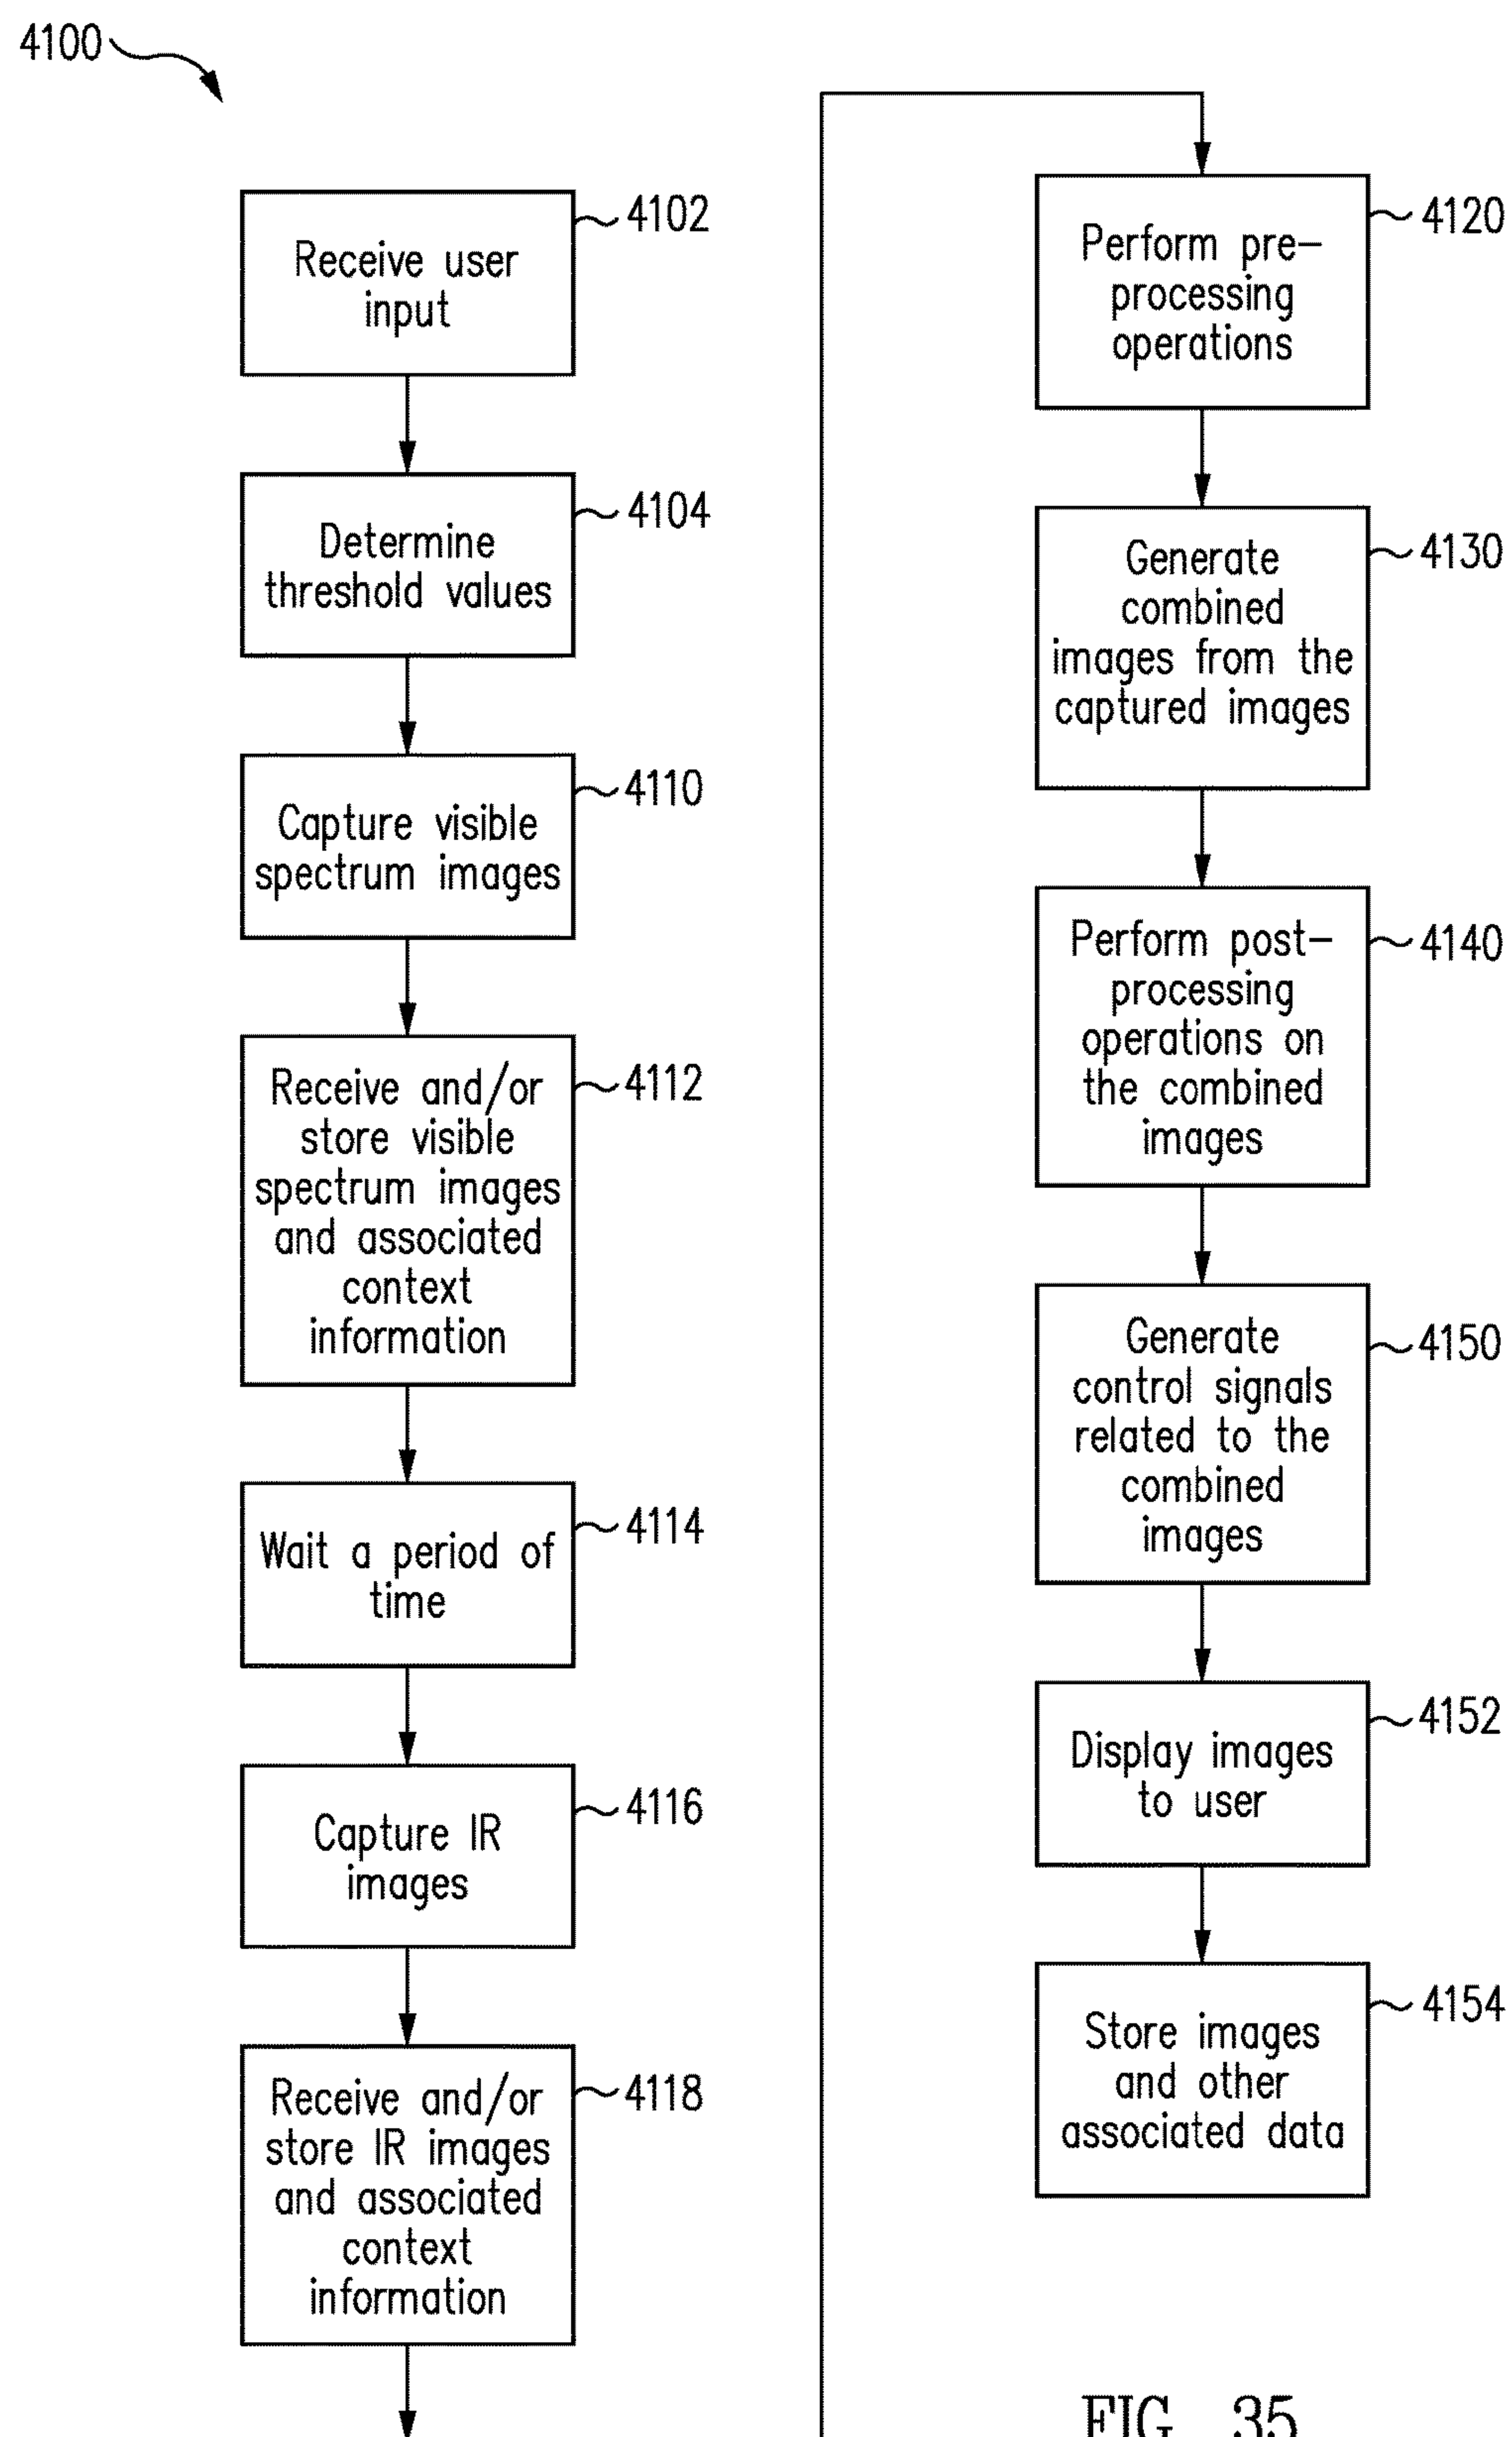 4100
Receive user
input
4102
Determine
threshold values
4104
Capture visible
spectrum images
4110
Receive and/or
store visible
spectrum images
and associated
context
information
4112
Wait a period of
time
4114
Capture IR
images
4116
Receive and/or
store IR images
and associated
context
information
4118
Perform pre-
processing
operations
4120
Generate
combined
images from the
captured images
4130
Perform post-
processing
operations on
the combined
images
4140
Generate
control signals
related to the
combined
images
4150
Display images
to user
4152
Store images
and other
associated data
4154
FIG. 35